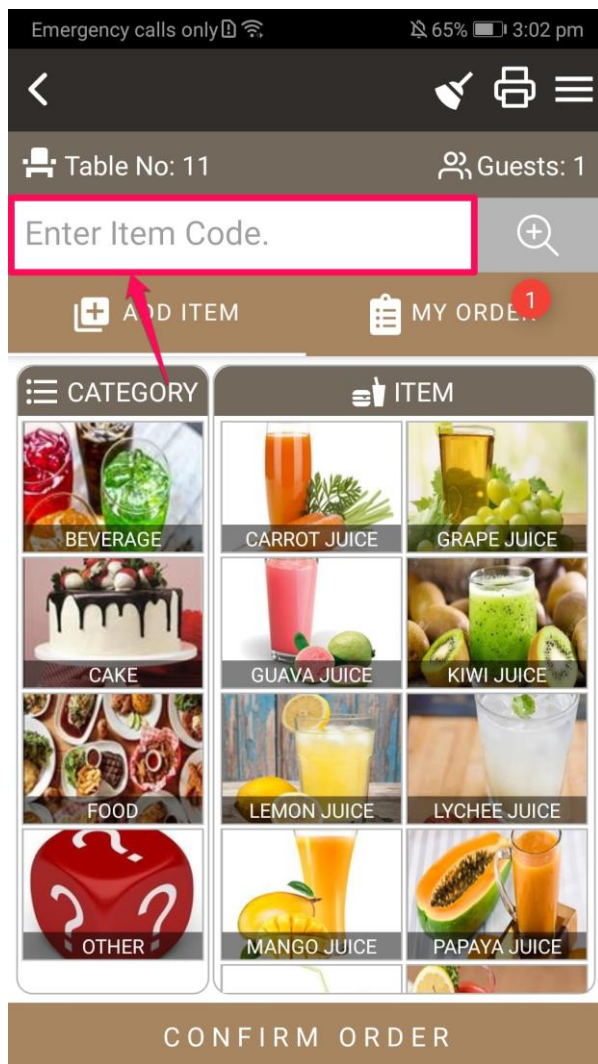 Emergency calls only 65% 3:02 pm
Table No: 11 Guests: 1
Enter Item Code.
ADD ITEM MY ORDER 1
CATEGORY ITEM
BEVERAGE CARROT JUICE GRAPE JUICE
CAKE GUAVA JUICE KIWI JUICE
FOOD LEMON JUICE LYCHEE JUICE
OTHER MANGO JUICE PAPAYA JUICE
CONFIRM ORDER